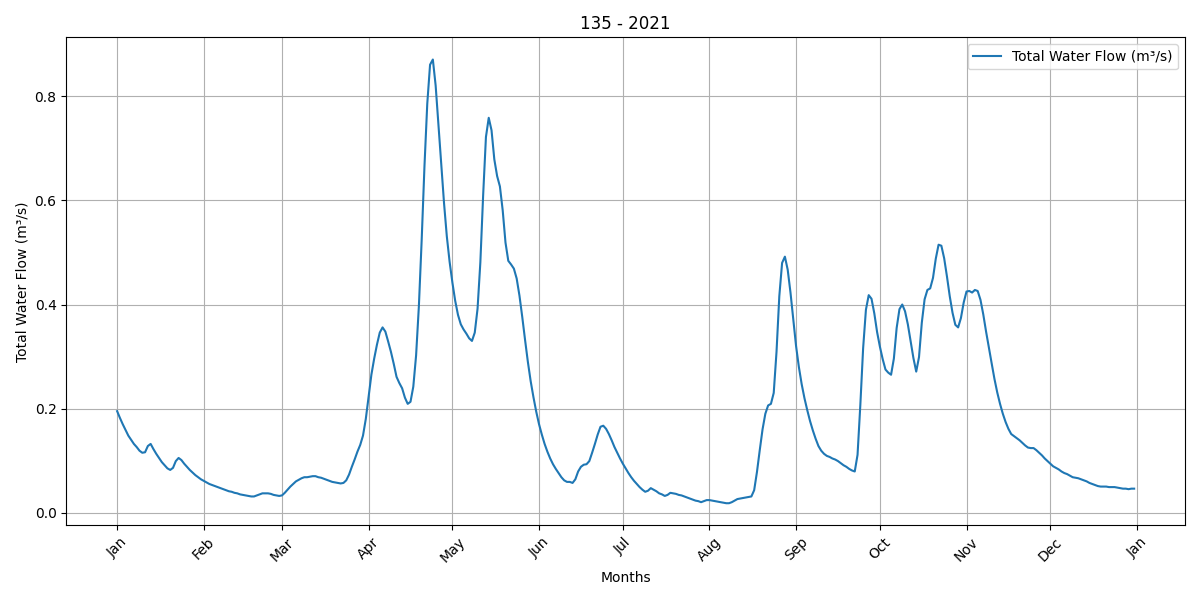 135 - 2021
Total Water Flow (m³/s)
Total Water Flow (m³/s)
0.8
0.6
0.4
0.2
0.0
Jan
Feb
Mar
Apr
May
Jun
Jul
Aug
Sep
Oct
Nov
Dec
Jan
Months